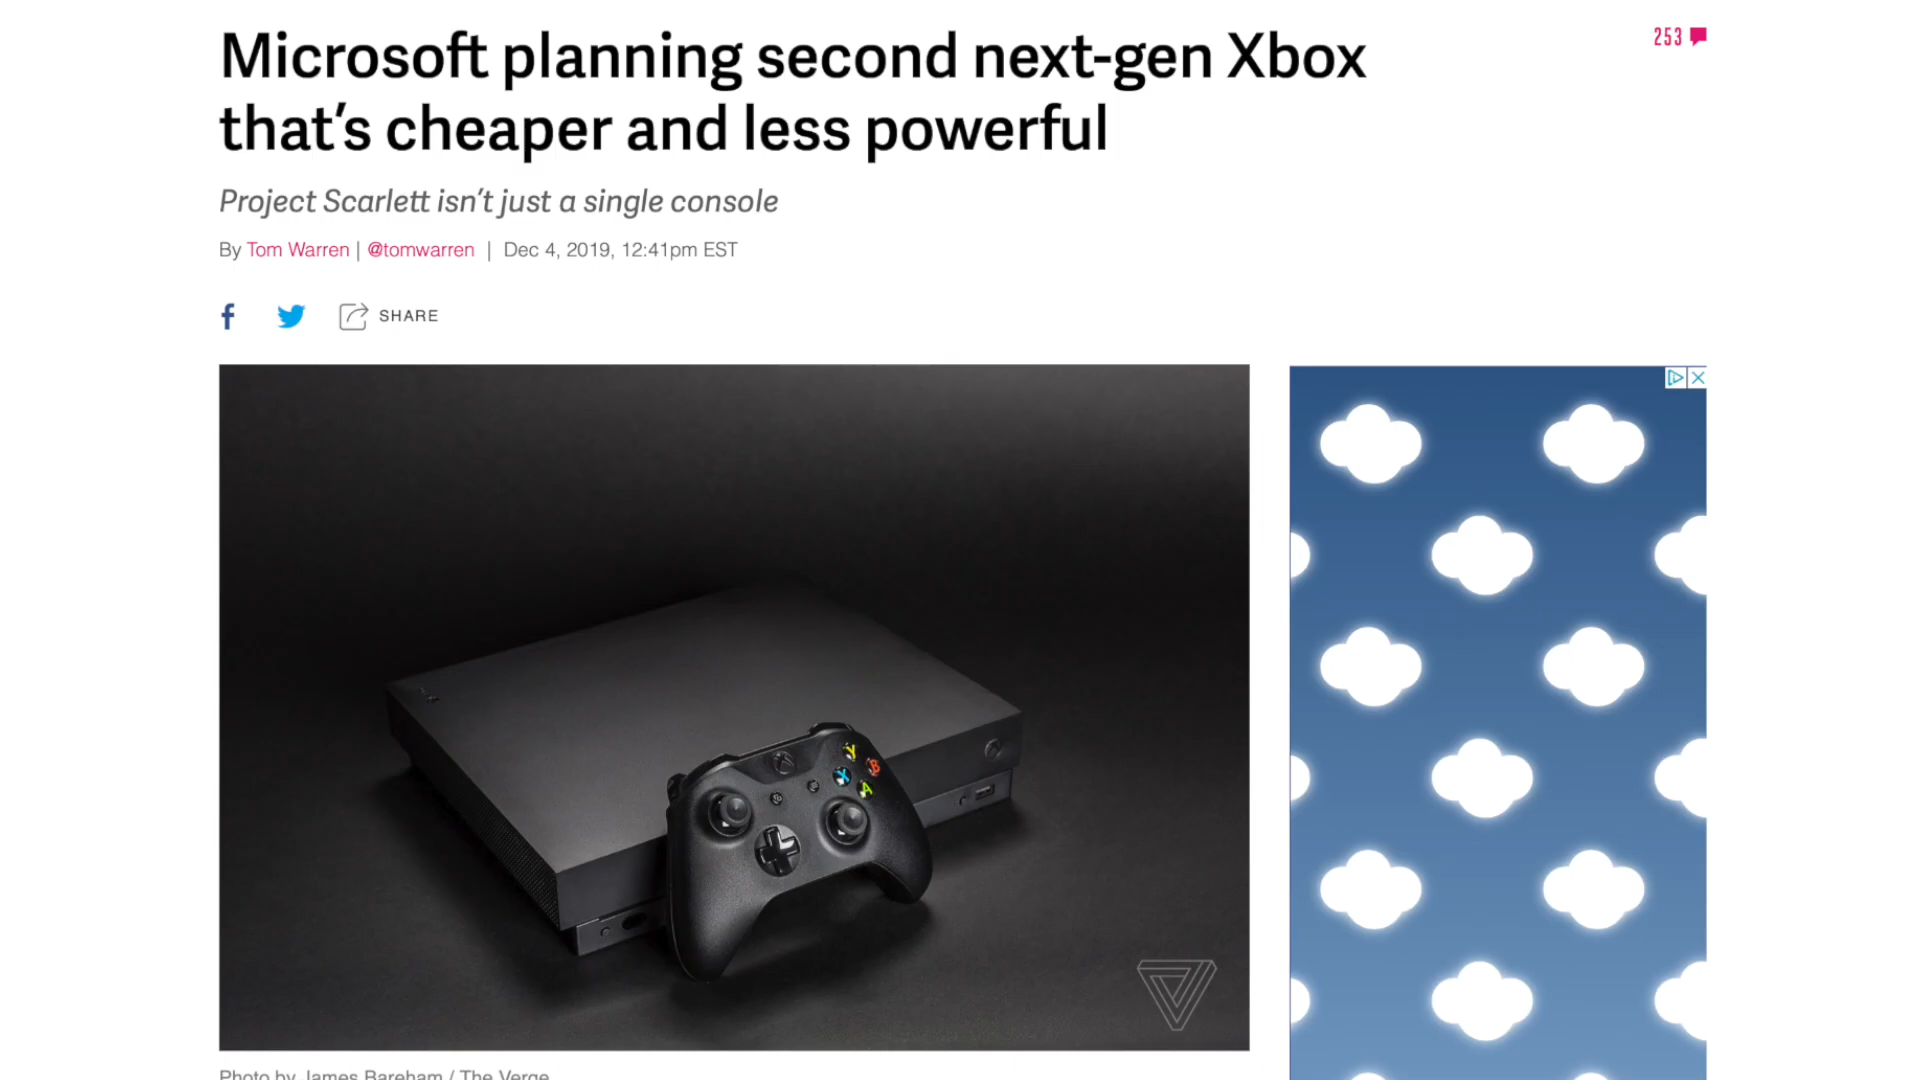 Microsoft planning second next-gen Xbox
that's cheaper and less powerful
253
Project Scarlett isn't just a single console
By Tom Warren | @tomwarren | Dec 4, 2019, 12:41pm EST
SHARE
Y
B
X
A
Photo by James Bareham / The Verge